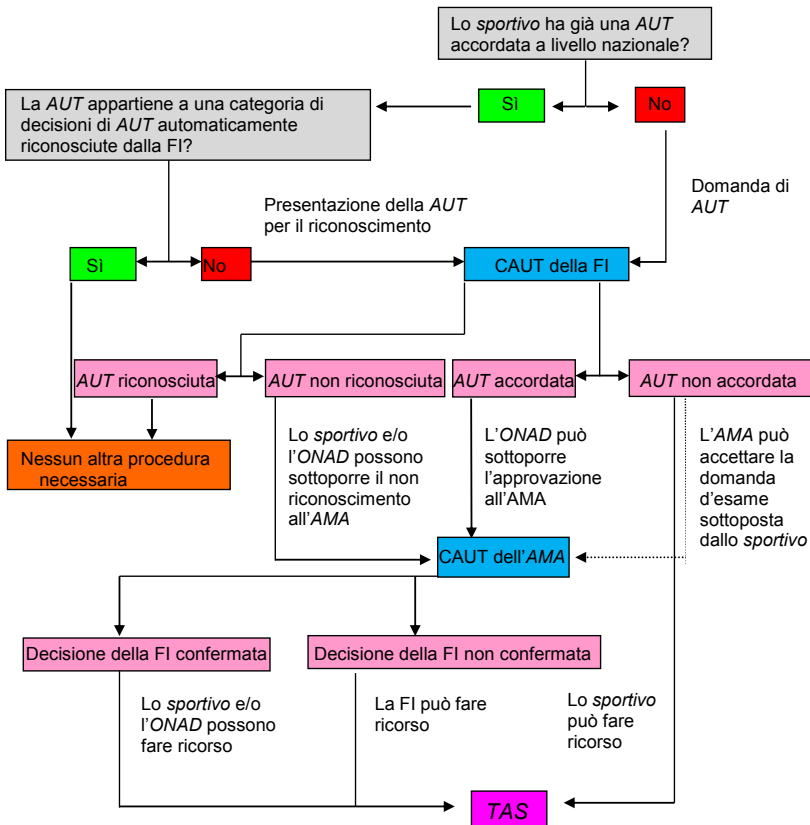 Lo sportivo ha già una AUT
accordata a livello nazionale?
La AUT appartiene a una categoria di
decisioni di AUT automaticamente
riconosciute dalla FI?
Sì
No
Domanda di
AUT
Presentazione della AUT
per il riconoscimento
Sì
No
CAUT della FI
AUT riconosciuta
AUT non riconosciuta
AUT accordata
AUT non accordata
Nessun altra procedura
necessaria
Lo sportivo e/o
l'ONAD possono
sottoporre il non
riconoscimento
all'AMA
L'ONAD può
sottoporre
l'approvazione
all'AMA
L'AMA può
accettare la
domanda
d'esame
sottoposta
dallo sportivo
CAUT dell'AMA
Decisione della FI confermata
Decisione della FI non confermata
Lo sportivo e/o
l'ONAD possono
fare ricorso
La FI può fare
ricorso
Lo sportivo
può fare
ricorso
TAS